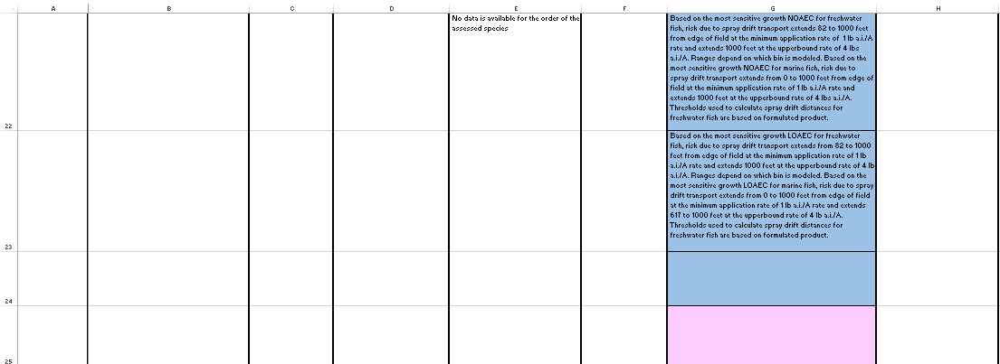 A B C D E F G H
No data is available for the order of the
assessed species
Based on the most sensitive growth NOAEC for freshwater
fish, risk due to spray drift transport extends 82 to 1000 feet
from edge of field at the minimum application rate of 1 lb a.i./A
rate and extends 1000 feet at the upperbound rate of 4 lbs
a.i./A. Ranges depend on which bin is modeled. Based on the
most sensitive growth NOAEC for marine fish, risk due to
spray drift transport extends from 0 to 1000 feet from edge of
field at the minimum application rate of 1 lb a.i./A rate and
extends 1000 feet at the upperbound rate of 4 lbs a.i./A.
Thresholds used to calculate spray drift distances for
freshwater fish are based on formulated product.
22
Based on the most sensitive growth LOAEC for freshwater
fish, risk due to spray drift transport extends from 82 to 1000
feet from edge of field at the minimum application rate of 1 lb
a.i./A rate and extends 1000 feet at the upperbound rate of 4 lb
a.i./A. Ranges depend on which bin is modeled. Based on the
most sensitive growth LOAEC for marine fish, risk due to spray
drift transport extends from 0 to 1000 feet from edge of field
at the minimum application rate of 1 lb a.i./A rate and extends
617 to 1000 feet at the upperbound rate of 4 lb a.i./A.
Thresholds used to calculate spray drift distances for
freshwater fish are based on formulated product.
23
24
25